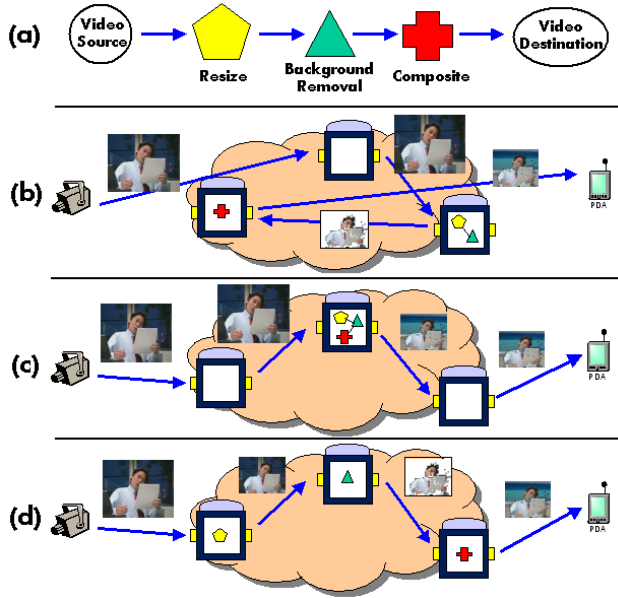 (a)
Video
Source
Resize
Background
Removal
Composite
Video
Destination
(b)
PDA
(c)
PDA
(d)
PDA